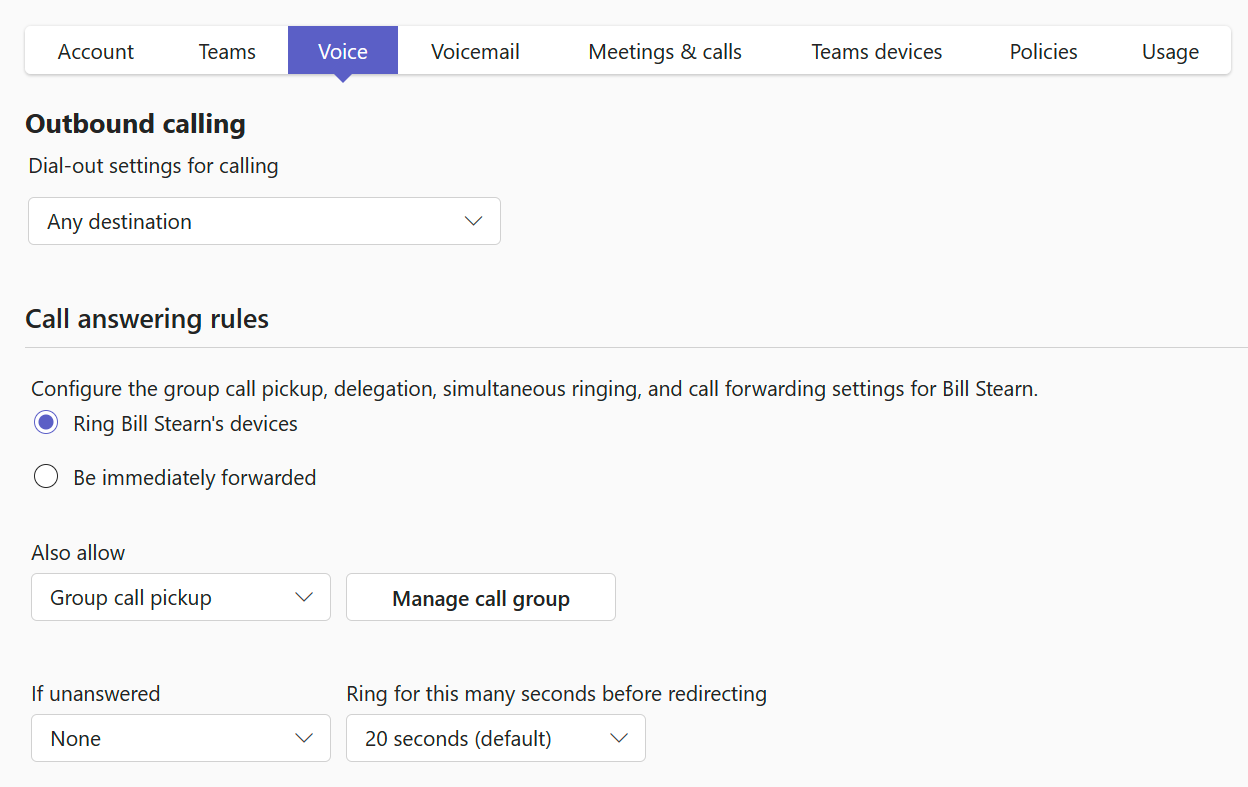 Account Teams Voice Voicemail Meetings & calls Teams devices Policies Usage
Outbound calling
Dial-out settings for calling
Any destination
Call answering rules
Configure the group call pickup, delegation, simultaneous ringing, and call forwarding settings for Bill Stearn.
Ring Bill Stearn's devices
Be immediately forwarded
Also allow
Group call pickup Manage call group
If unanswered Ring for this many seconds before redirecting
None 20 seconds (default)